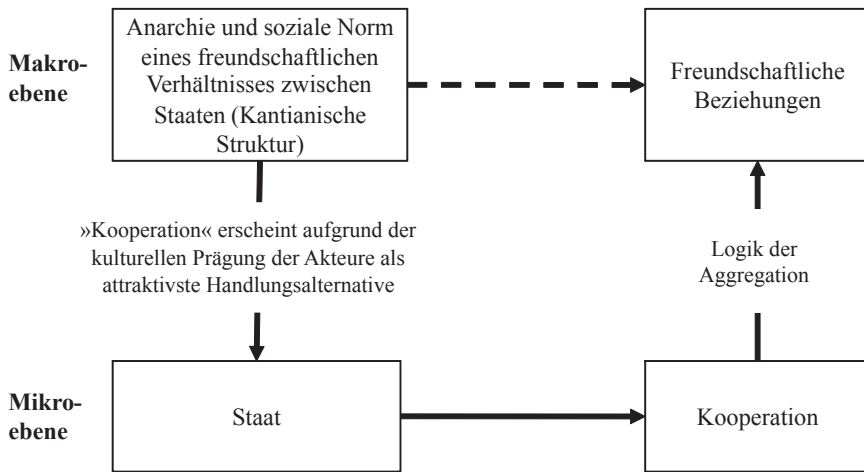 Makro-
ebene
Anarchie und soziale Norm
eines freundschaftlichen
Verhältnisses zwischen
Staaten (Kantianische
Struktur)
Freundschaftliche
Beziehungen
»Kooperation« erscheint aufgrund der
kulturellen Prägung der Akteure als
attraktivste Handlungsalternative
Logik der
Aggregation
Mikro-
ebene
Staat
Kooperation